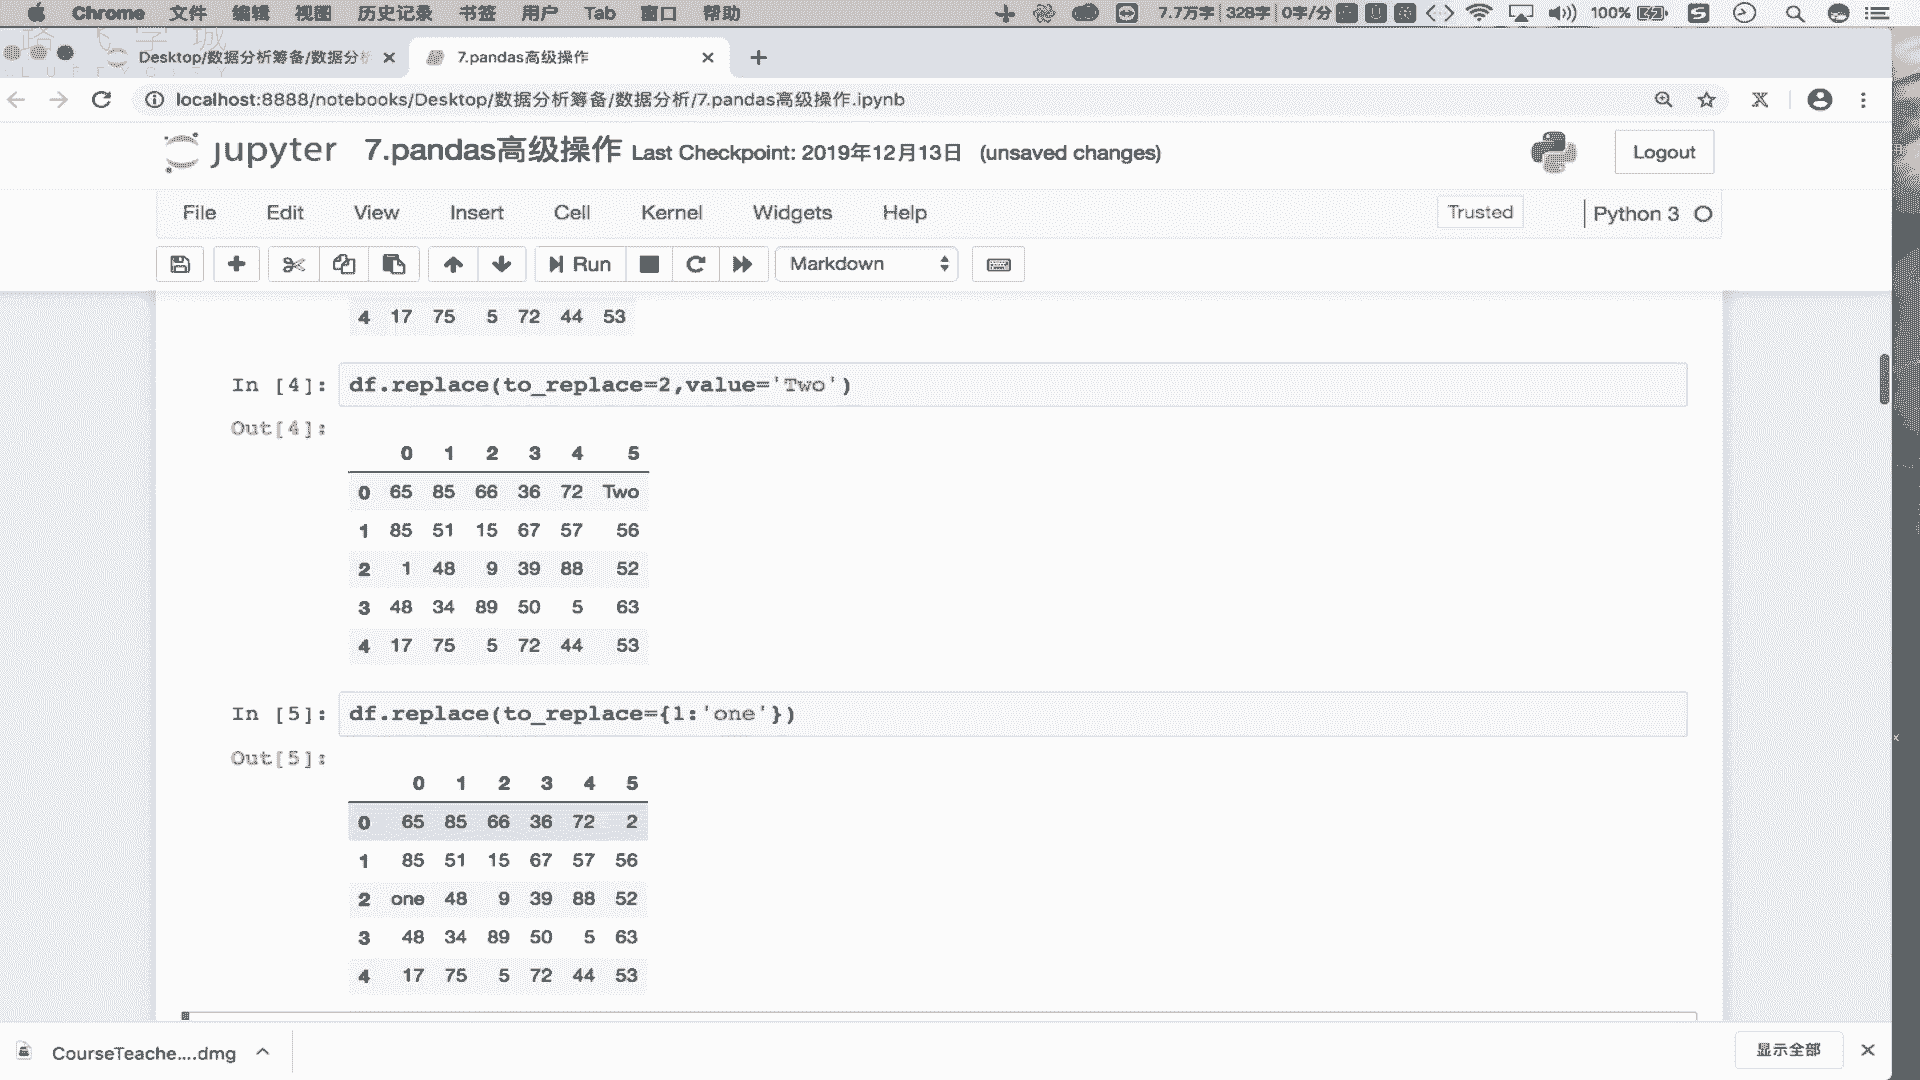 Chrome 文件 编辑 视图 历史记录 书签 用户 Tab 窗口 帮助 7.7万字 328字 0字/分 100%
Desktop/数据分析筹备/数据分析 7.pandas高级操作
localhost:8888/notebooks/Desktop/数据分析筹备/数据分析/7.pandas高级操作.ipynb
jupyter 7.pandas高级操作 Last Checkpoint: 2019年12月13日 (unsaved changes) Logout
File Edit View Insert Cell Kernel Widgets Help Trusted Python 3
Run Markdown
4 17 75 5 72 44 53
In [4]: df.replace(to_replace=2,value='Two')
Out[4]:
0 1 2 3 4 5
0 65 85 66 36 72 Two
1 85 51 15 67 57 56
2 1 48 9 39 88 52
3 48 34 89 50 5 63
4 17 75 5 72 44 53
In [5]: df.replace(to_replace={1:'one'})
Out[5]:
0 1 2 3 4 5
0 65 85 66 36 72 2
1 85 51 15 67 57 56
2 one 48 9 39 88 52
3 48 34 89 50 5 63
4 17 75 5 72 44 53
CourseTeache....dmg 显示全部